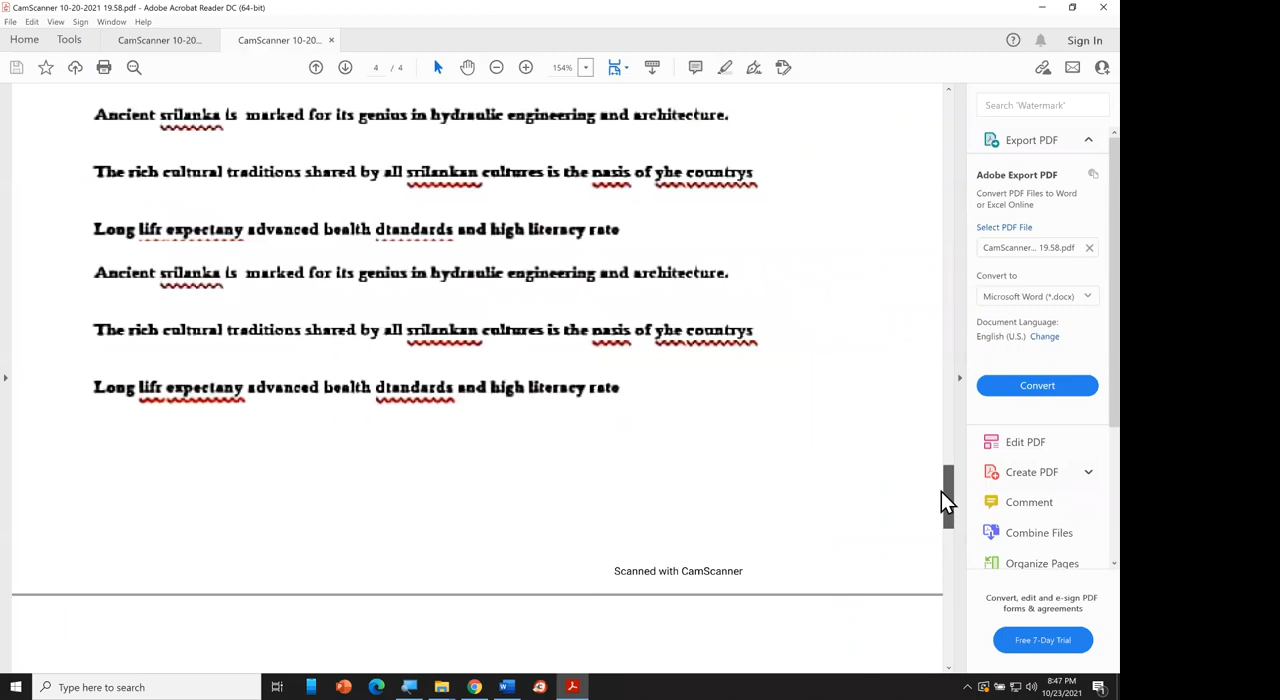 CamScanner 10-20-2021 19.58.pdf - Adobe Acrobat Reader DC (64-bit)
File Edit View Sign Window Help
Home Tools CamScanner 10-20... CamScanner 10-20... × Sign In
4 / 4 154%
Ancient srilanka is marked for its genius in hydraulic engineering and architecture.
The rich cultural traditions shared by all srilankan cultures is the nasis of yhe countrys
Long lifr expectany advanced health dtandards and high literacy rate
Ancient srilanka is marked for its genius in hydraulic engineering and architecture.
The rich cultural traditions shared by all srilankan cultures is the nasis of yhe countrys
Long lifr expectany advanced health dtandards and high literacy rate
Scanned with CamScanner
Search 'Watermark'
Export PDF
Adobe Export PDF
Convert PDF Files to Word
or Excel Online
Select PDF File
CamScanner... 19.58.pdf
Convert to
Microsoft Word (*.docx)
Document Language:
English (U.S.) Change
Convert
Edit PDF
Create PDF
Comment
Combine Files
Organize Pages
Convert, edit and e-sign PDF
forms & agreements
Free 7-Day Trial
Type here to search
8:47 PM
10/23/2021